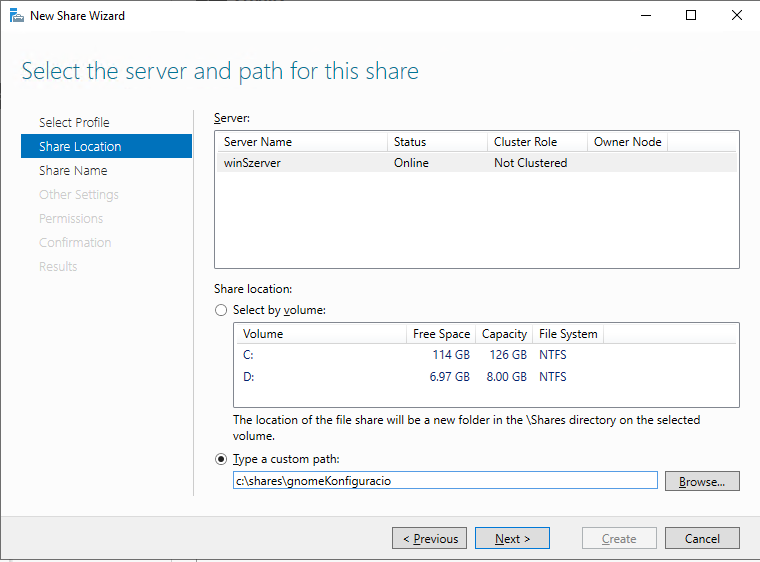 New Share Wizard
Select the server and path for this share
Select Profile
Share Location
Share Name
Other Settings
Permissions
Confirmation
Results
Server:
Server Name Status Cluster Role Owner Node
winSzerver Online Not Clustered
Share location:
Select by volume:
Volume Free Space Capacity File System
C: 114 GB 126 GB NTFS
D: 6.97 GB 8.00 GB NTFS
The location of the file share will be a new folder in the \Shares directory on the selected
volume.
Type a custom path:
c:\shares\gnomeKonfiguracio Browse...
< Previous Next > Create Cancel